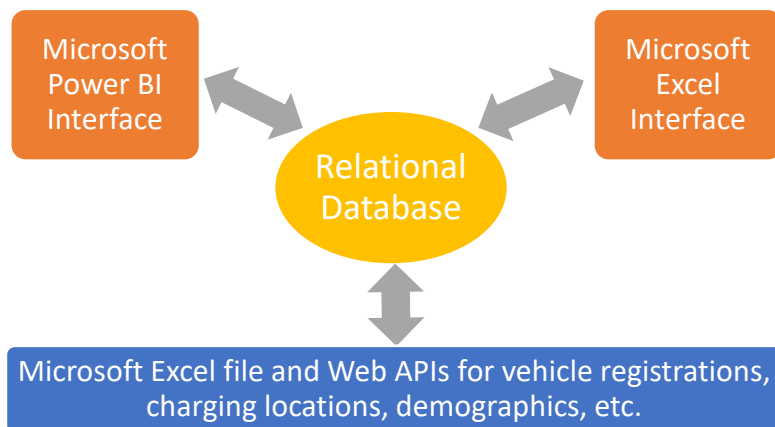 Microsoft
Power BI
Interface
Microsoft
Excel
Interface
Relational
Database
Microsoft Excel file and Web APIs for vehicle registrations,
charging locations, demographics, etc.